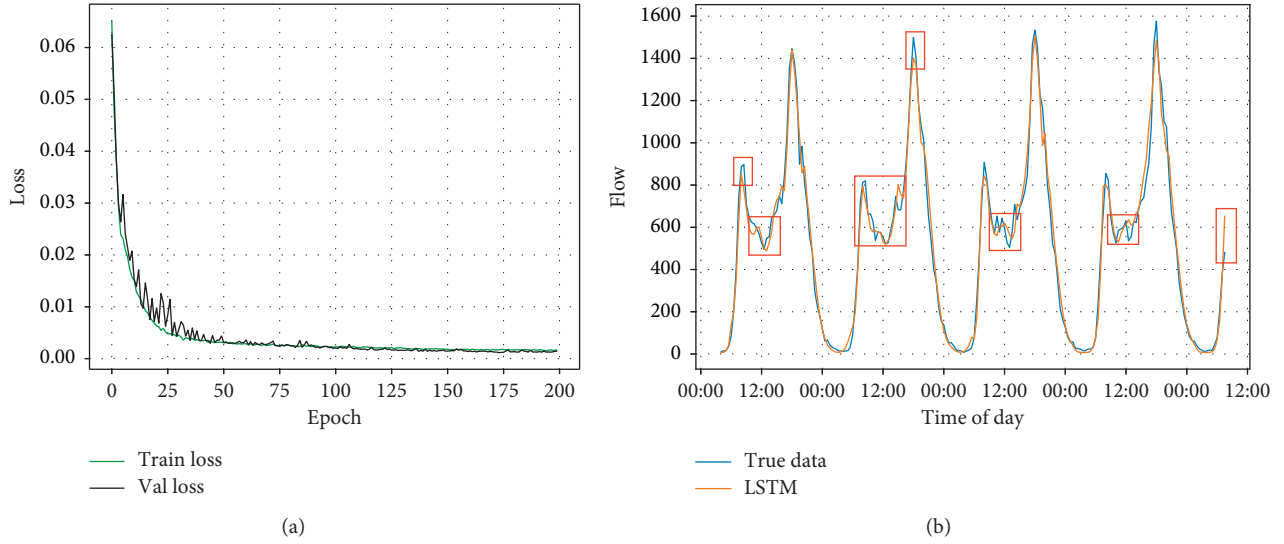 0.06
0.05
0.04
0.03
0.02
0.01
0.00
Loss
0 25 50 75 100 125 150 175 200
Epoch
Train loss
Val loss
(a)
1600
1400
1200
1000
800
600
400
200
0
Flow
00:00 12:00 00:00 12:00 00:00 12:00 00:00 12:00 00:00 12:00
Time of day
True data
LSTM
(b)